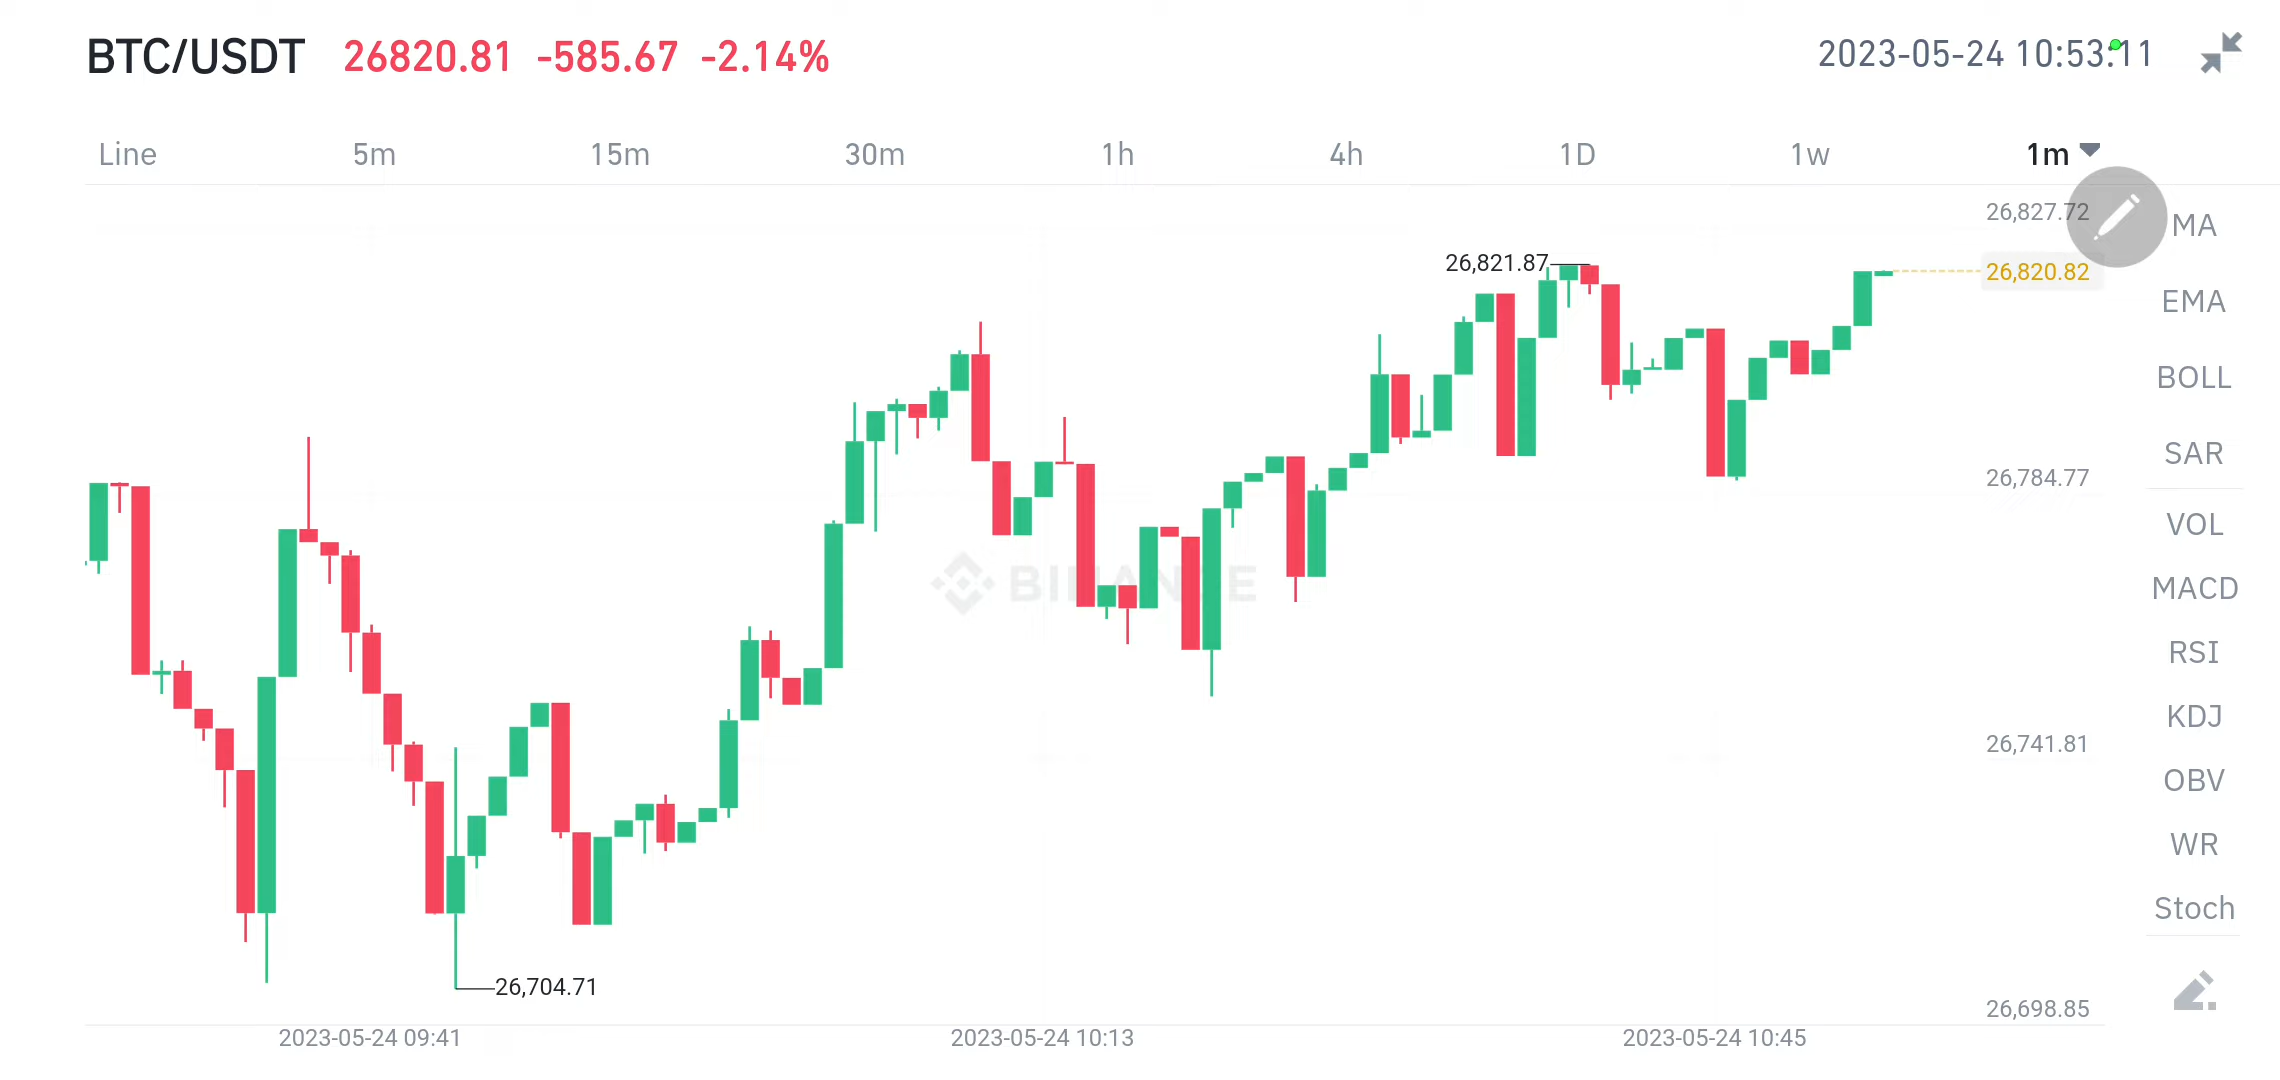 BTC/USDT 26820.81 -585.67 -2.14% 2023-05-24 10:53:11
Line 5m 15m 30m 1h 4h 1D 1w 1m
26,827.72
MA
26,821.87
26,820.82
EMA
BOLL
SAR
26,784.77
VOL
BINANCE
MACD
RSI
KDJ
26,741.81
OBV
WR
Stoch
26,704.71
26,698.85
2023-05-24 09:41 2023-05-24 10:13 2023-05-24 10:45